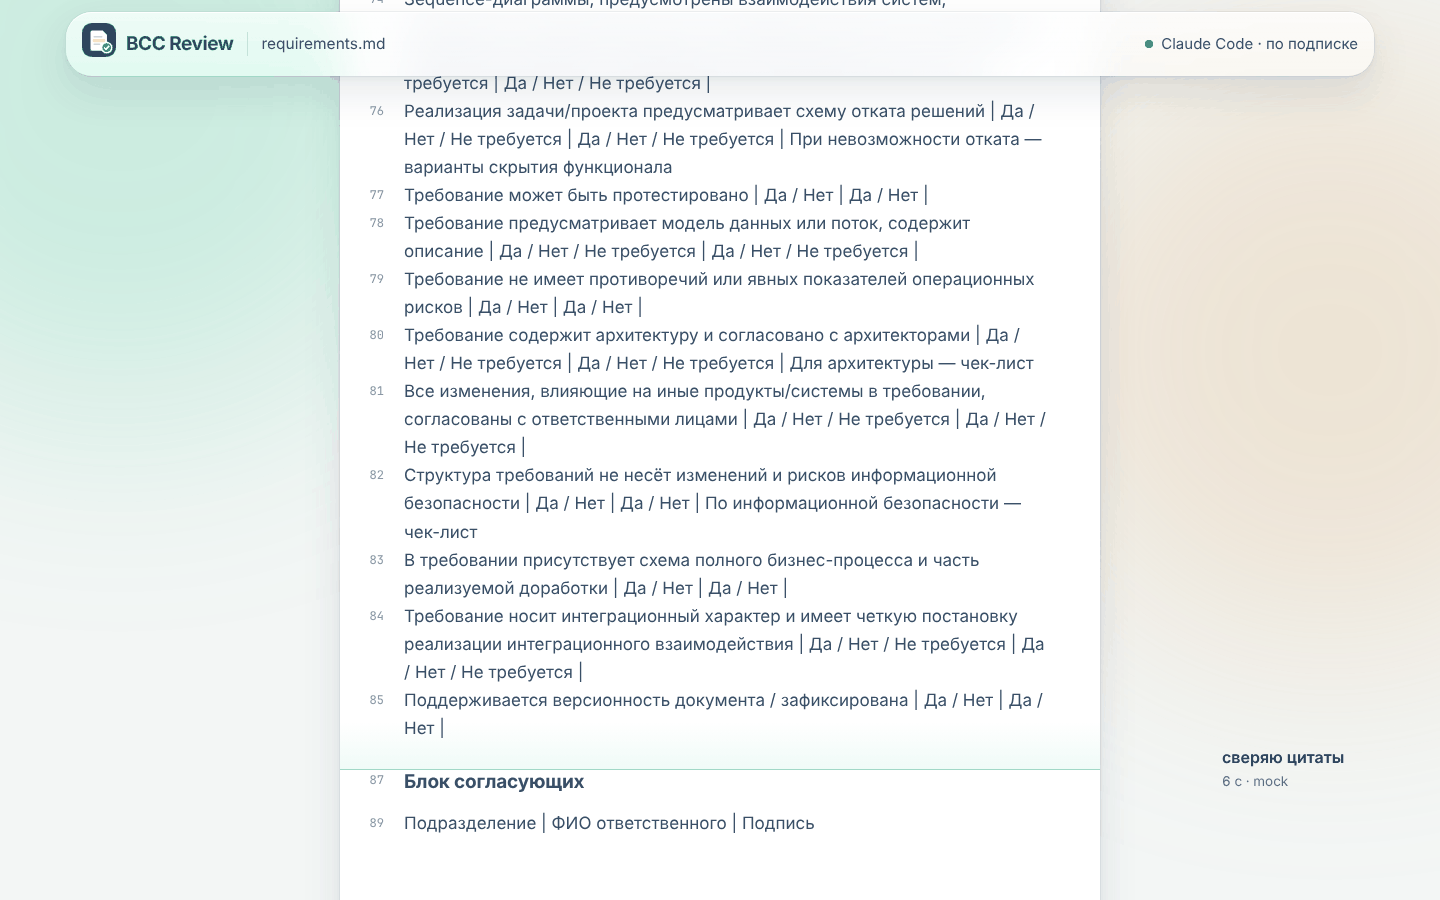 Sequence-диаграммы, предусмотрены взаимодействия систем,
BCC Review
requirements.md
Claude Code · по подписке
требуется | Да / Нет / Не требуется |
76 Реализация задачи/проекта предусматривает схему отката решений | Да /
Нет / Не требуется | Да / Нет / Не требуется | При невозможности отката —
варианты скрытия функционала
77 Требование может быть протестировано | Да / Нет | Да / Нет |
78 Требование предусматривает модель данных или поток, содержит
описание | Да / Нет / Не требуется | Да / Нет / Не требуется |
79 Требование не имеет противоречий или явных показателей операционных
рисков | Да / Нет | Да / Нет |
80 Требование содержит архитектуру и согласовано с архитекторами | Да /
Нет / Не требуется | Да / Нет / Не требуется | Для архитектуры — чек-лист
81 Все изменения, влияющие на иные продукты/системы в требовании,
согласованы с ответственными лицами | Да / Нет / Не требуется | Да / Нет /
Не требуется |
82 Структура требований не несёт изменений и рисков информационной
безопасности | Да / Нет | Да / Нет | По информационной безопасности —
чек-лист
83 В требовании присутствует схема полного бизнес-процесса и часть
реализуемой доработки | Да / Нет | Да / Нет |
84 Требование носит интеграционный характер и имеет четкую постановку
реализации интеграционного взаимодействия | Да / Нет / Не требуется | Да
/ Нет / Не требуется |
85 Поддерживается версионность документа / зафиксирована | Да / Нет | Да /
Нет |
сверяю цитаты
6 с · mock
87 Блок согласующих
89 Подразделение | ФИО ответственного | Подпись